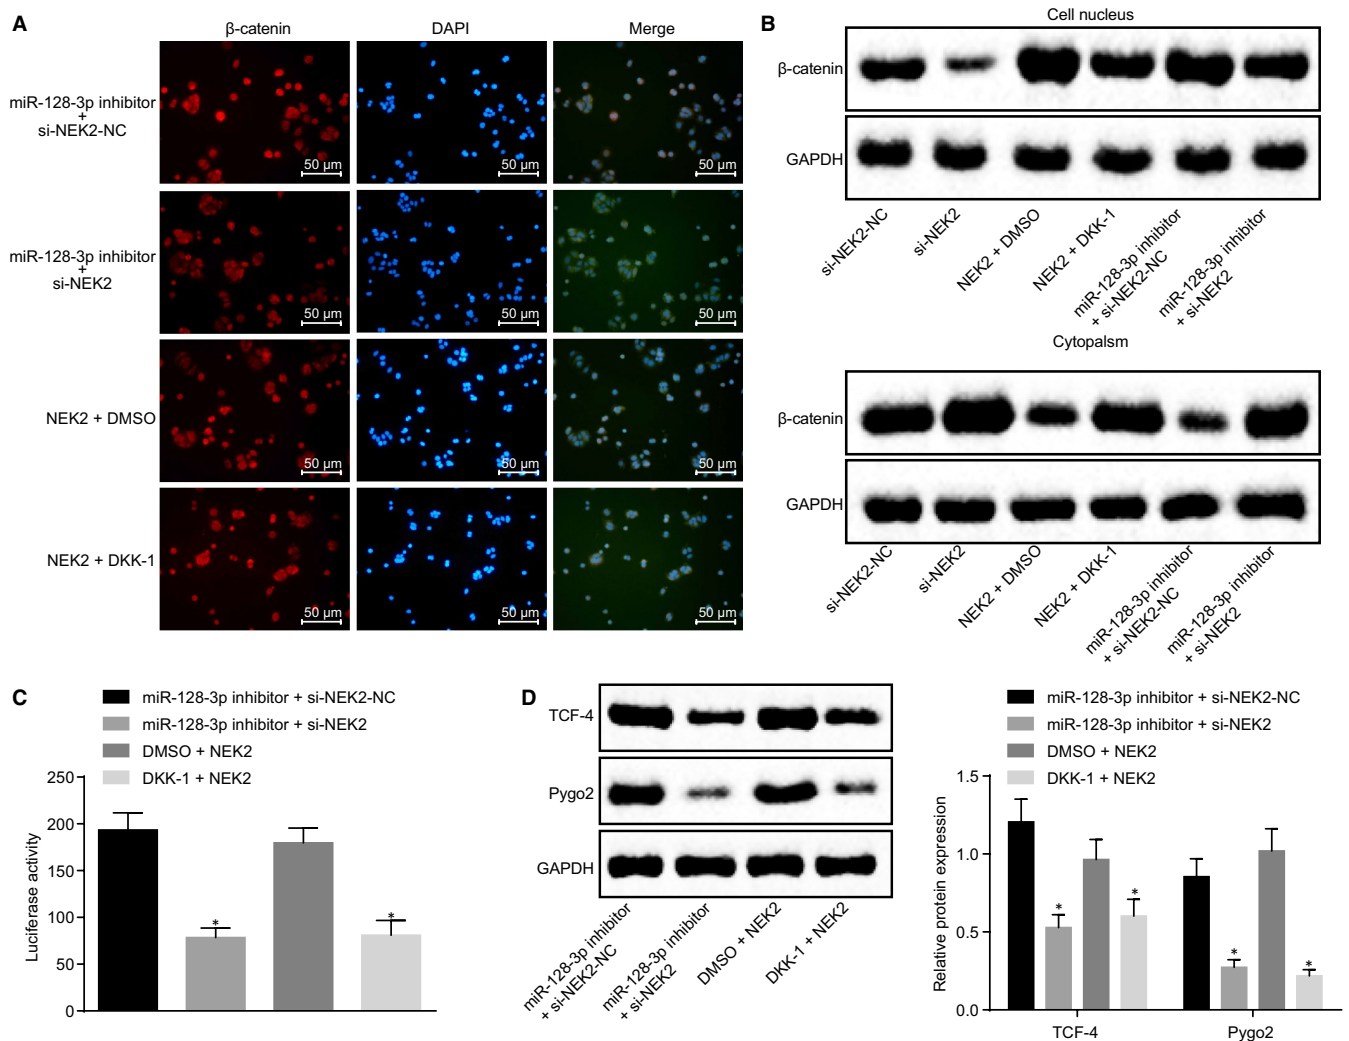 A
β-catenin
DAPI
Merge
miR-128-3p inhibitor
+
si-NEK2-NC
50 µm
50 µm
50 µm
miR-128-3p inhibitor
+
si-NEK2
50 µm
50 µm
50 µm
NEK2 + DMSO
50 µm
50 µm
50 µm
NEK2 + DKK-1
50 µm
50 µm
50 µm
B
Cell nucleus
β-catenin
GAPDH
si-NEK2-NC
si-NEK2
NEK2 + DMSO
NEK2 + DKK-1
miR-128-3p inhibitor
+ si-NEK2-NC
miR-128-3p inhibitor
+ si-NEK2
Cytopalsm
β-catenin
GAPDH
si-NEK2-NC
si-NEK2
NEK2 + DMSO
NEK2 + DKK-1
miR-128-3p inhibitor
+ si-NEK2-NC
miR-128-3p inhibitor
+ si-NEK2
C
miR-128-3p inhibitor + si-NEK2-NC
miR-128-3p inhibitor + si-NEK2
DMSO + NEK2
DKK-1 + NEK2
Luciferase activity
250
200
150
100
50
0
*
*
D
TCF-4
Pygo2
GAPDH
miR-128-3p inhibitor
+ si-NEK2-NC
miR-128-3p inhibitor
+ si-NEK2
DMSO + NEK2
DKK-1 + NEK2
miR-128-3p inhibitor + si-NEK2-NC
miR-128-3p inhibitor + si-NEK2
DMSO + NEK2
DKK-1 + NEK2
Relative protein expression
1.5
1.0
0.5
0.0
*
*
*
*
TCF-4
Pygo2